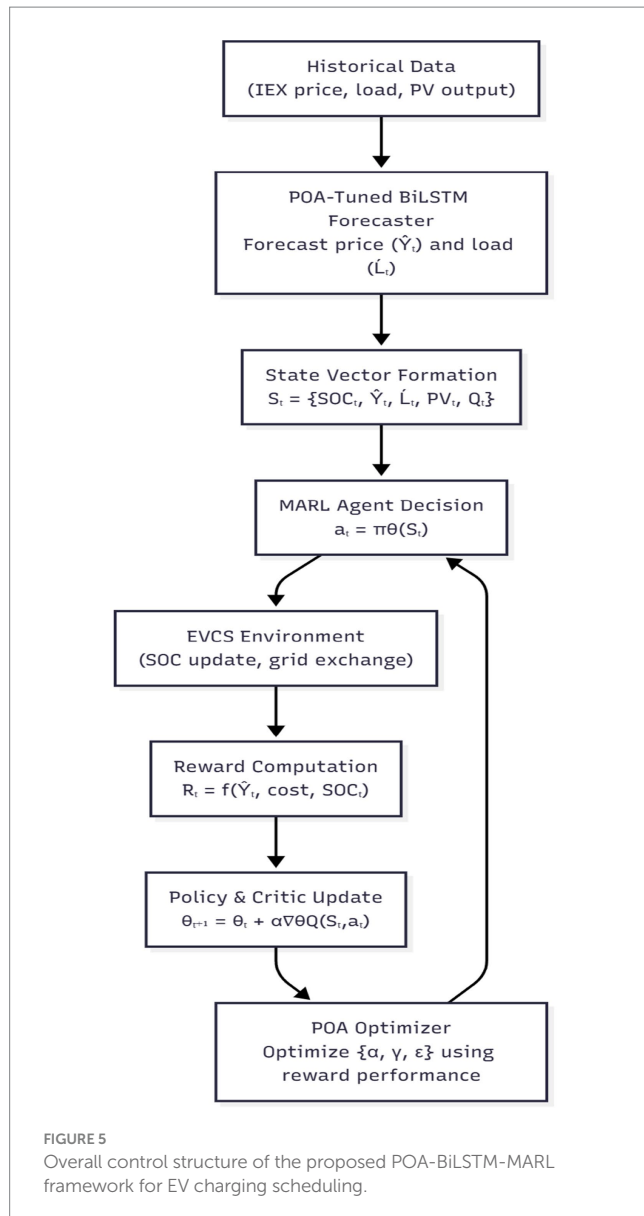 Historical Data
(IEX price, load, PV output)
POA-Tuned BiLSTM
Forecaster
Forecast price (Ŷₜ) and load
(Ĺₜ)
State Vector Formation
Sₜ = {SOCₜ, Ŷₜ, Ĺₜ, PVₜ, Qₜ}
MARL Agent Decision
aₜ = πθ(Sₜ)
EVCS Environment
(SOC update, grid exchange)
Reward Computation
Rₜ = f(Ŷₜ, cost, SOCₜ)
Policy & Critic Update
θₜ₊₁ = θₜ + α∇θQ(Sₜ,aₜ)
POA Optimizer
Optimize {α, γ, ε} using
reward performance
FIGURE 5
Overall control structure of the proposed POA-BiLSTM-MARL
framework for EV charging scheduling.